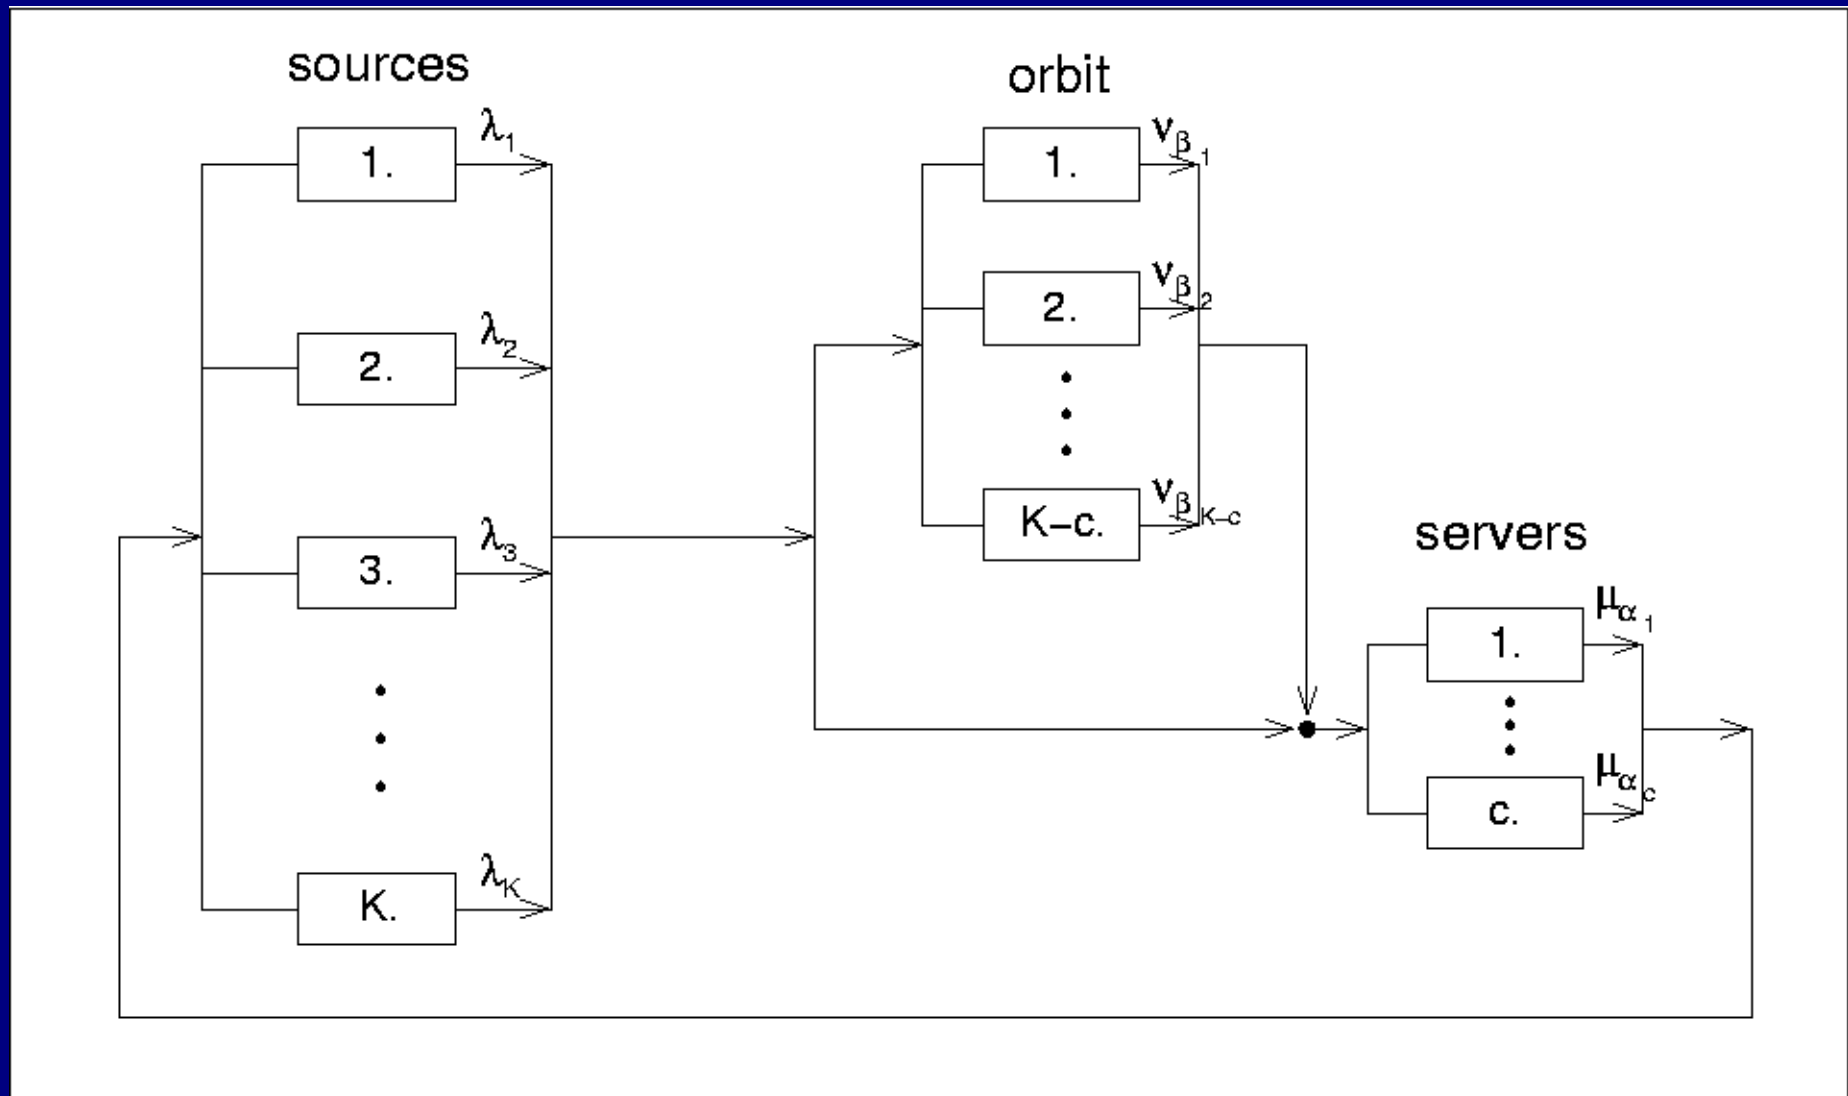 sources
λ1
1.
λ2
2.
λ3
3.
λK
K.
orbit
νβ1
1.
νβ2
2.
νβK−c
K−c.
servers
μα1
1.
μαc
c.